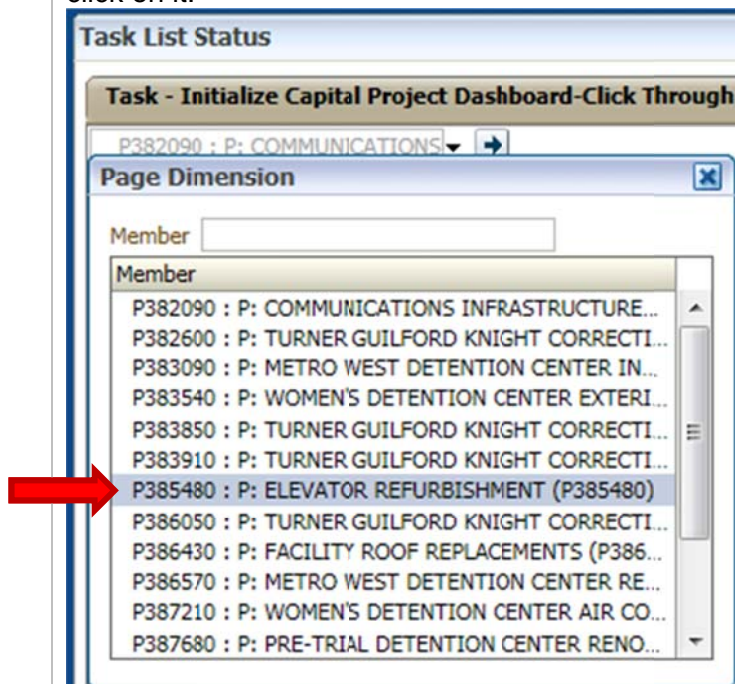 click on it.
Task List Status
Task - Initialize Capital Project Dashboard-Click Through
P382090 : P: COMMUNICATIONS
Page Dimension
Member
Member
P382090 : P: COMMUNICATIONS INFRASTRUCTURE...
P382600 : P: TURNER GUILFORD KNIGHT CORRECTI...
P383090 : P: METRO WEST DETENTION CENTER IN...
P383540 : P: WOMEN'S DETENTION CENTER EXTERI...
P383850 : P: TURNER GUILFORD KNIGHT CORRECTI...
P383910 : P: TURNER GUILFORD KNIGHT CORRECTI...
P385480 : P: ELEVATOR REFURBISHMENT (P385480)
P386050 : P: TURNER GUILFORD KNIGHT CORRECTI...
P386430 : P: FACILITY ROOF REPLACEMENTS (P386...
P386570 : P: METRO WEST DETENTION CENTER RE...
P387210 : P: WOMEN'S DETENTION CENTER AIR CO...
P387680 : P: PRE-TRIAL DETENTION CENTER RENO...